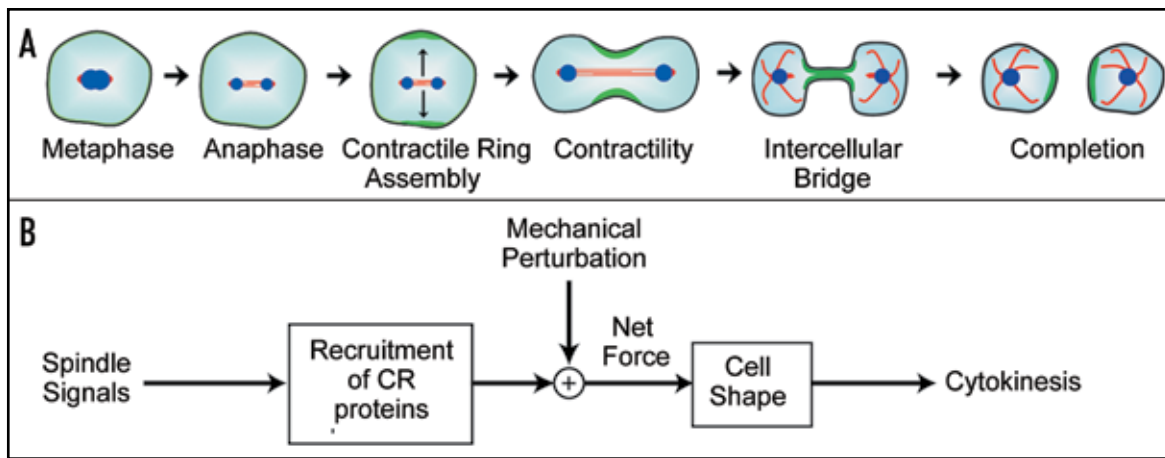 A
Metaphase
Anaphase
Contractile Ring
Assembly
Contractility
Intercellular
Bridge
Completion
B
Mechanical
Perturbation
Spindle
Signals
Recruitment
of CR
proteins
+
Net
Force
Cell
Shape
Cytokinesis